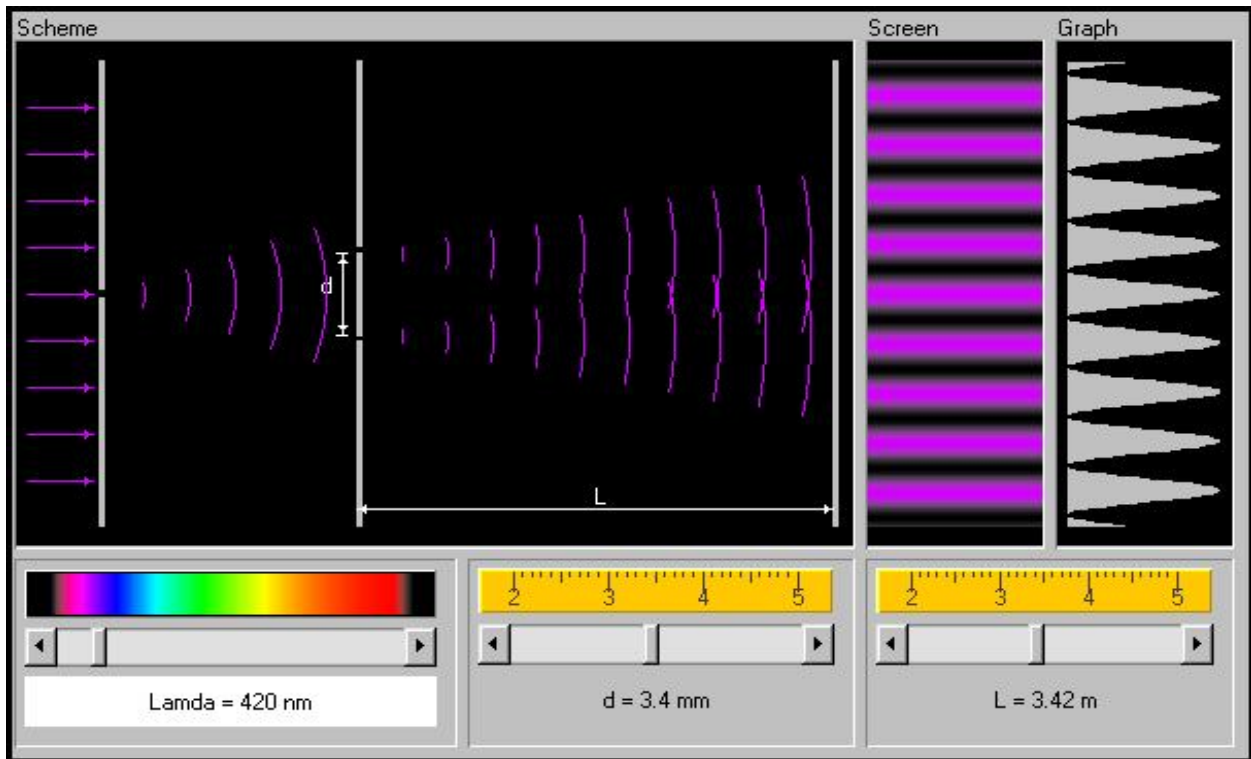 Scheme
Screen
Graph
d
L
2 3 4 5
2 3 4 5
Lamda = 420 nm
d = 3.4 mm
L = 3.42 m